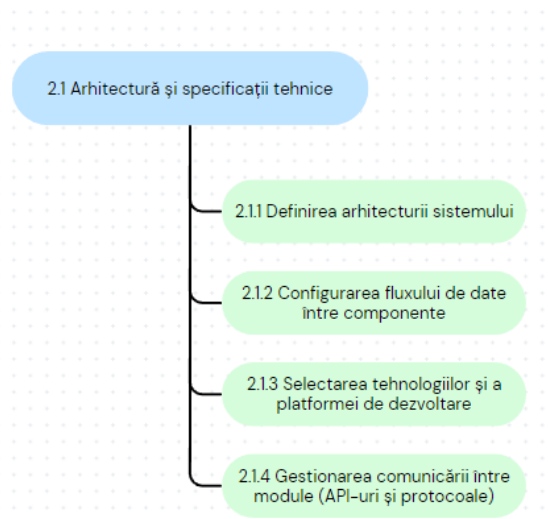 2.1 Arhitectură și specificații tehnice
2.1.1 Definirea arhitecturii sistemului
2.1.2 Configurarea fluxului de date
între componente
2.1.3 Selectarea tehnologiilor și a
platformei de dezvoltare
2.1.4 Gestionarea comunicării între
module (API-uri și protocoale)